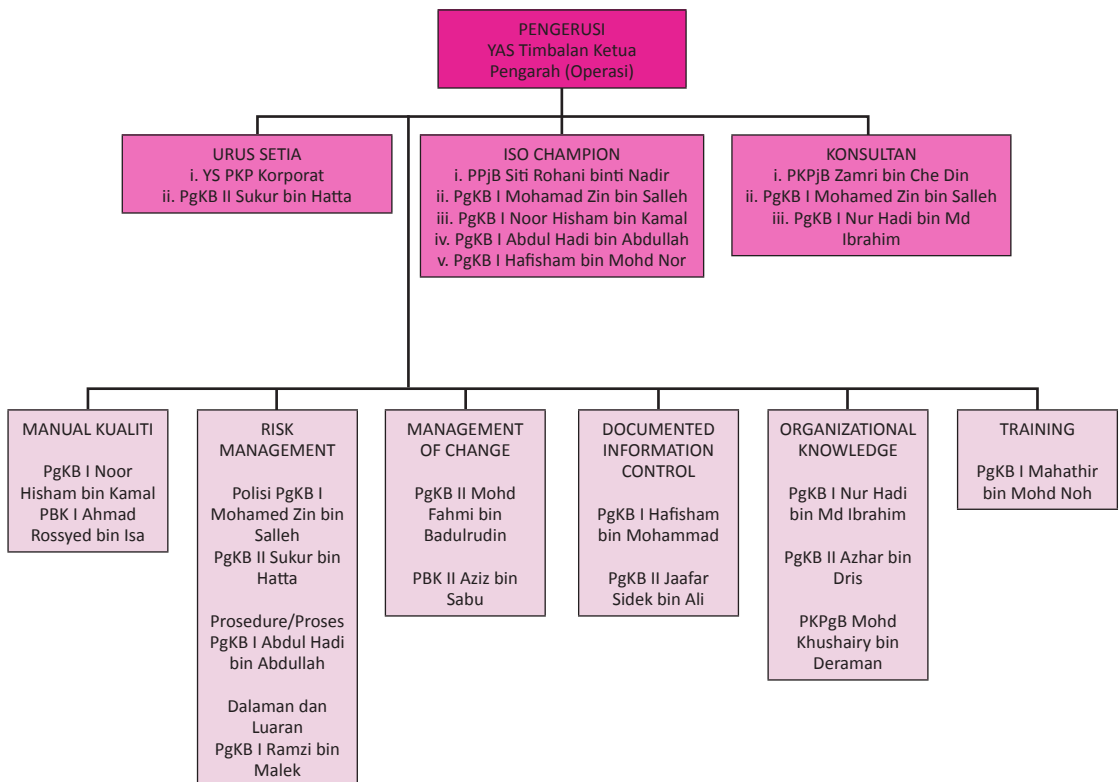 PENGERUSI
YAS Timbalan Ketua
Pengarah (Operasi)
URUS SETIA
i. YS PKP Korporat
ii. PgKB II Sukur bin Hatta
ISO CHAMPION
i. PPjB Siti Rohani binti Nadir
ii. PgKB I Mohamad Zin bin Salleh
iii. PgKB I Noor Hisham bin Kamal
iv. PgKB I Abdul Hadi bin Abdullah
v. PgKB I Hafisham bin Mohd Nor
KONSULTAN
i. PKPjB Zamri bin Che Din
ii. PgKB I Mohamed Zin bin Salleh
iii. PgKB I Nur Hadi bin Md
Ibrahim
MANUAL KUALITI
PgKB I Noor
Hisham bin Kamal
PBK I Ahmad
Rossyed bin Isa
RISK
MANAGEMENT
Polisi PgKB I
Mohamed Zin bin
Salleh
PgKB II Sukur bin
Hatta
Prosedure/Proses
PgKB I Abdul Hadi
bin Abdullah
Dalaman dan
Luaran
PgKB I Ramzi bin
Malek
MANAGEMENT
OF CHANGE
PgKB II Mohd
Fahmi bin
Badulrudin
PBK II Aziz bin
Sabu
DOCUMENTED
INFORMATION
CONTROL
PgKB I Hafisham
bin Mohammad
PgKB II Jaafar
Sidek bin Ali
ORGANIZATIONAL
KNOWLEDGE
PgKB I Nur Hadi
bin Md Ibrahim
PgKB II Azhar bin
Dris
PKPgB Mohd
Khushairy bin
Deraman
TRAINING
PgKB I Mahathir
bin Mohd Noh